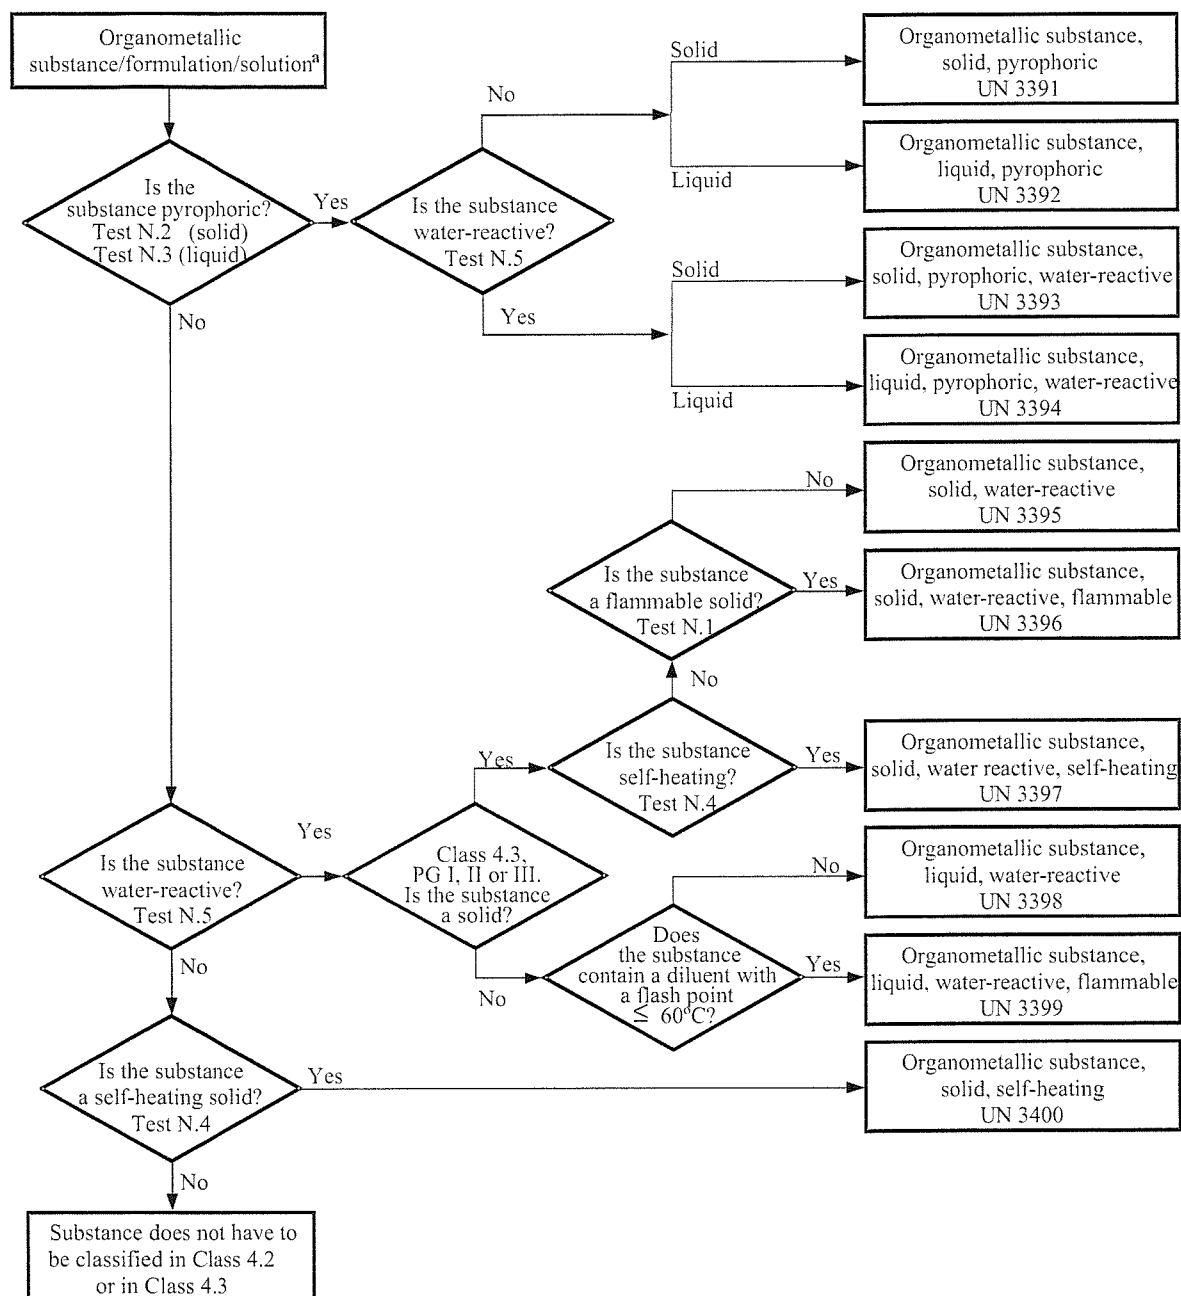 Organometallic
substance/formulation/solutionᵃ
Is the
substance pyrophoric?
Test N.2 (solid)
Test N.3 (liquid)
Yes
No
Is the substance
water-reactive?
Test N.5
No
Yes
Solid
Liquid
Solid
Liquid
Organometallic substance,
solid, pyrophoric
UN 3391
Organometallic substance,
liquid, pyrophoric
UN 3392
Organometallic substance,
solid, pyrophoric, water-reactive
UN 3393
Organometallic substance,
liquid, pyrophoric, water-reactive
UN 3394
No
Organometallic substance,
solid, water-reactive
UN 3395
Is the substance
a flammable solid?
Test N.1
Yes
Organometallic substance,
solid, water-reactive, flammable
UN 3396
No
Is the substance
self-heating?
Test N.4
Yes
Yes
Organometallic substance,
solid, water reactive, self-heating
UN 3397
Is the substance
water-reactive?
Test N.5
Yes
Class 4.3,
PG I, II or III.
Is the substance
a solid?
No
No
Does
the substance
contain a diluent with
a flash point
≤ 60°C?
No
Yes
Organometallic substance,
liquid, water-reactive
UN 3398
Organometallic substance,
liquid, water-reactive, flammable
UN 3399
Is the substance
a self-heating solid?
Test N.4
Yes
Organometallic substance,
solid, self-heating
UN 3400
No
Substance does not have to
be classified in Class 4.2
or in Class 4.3